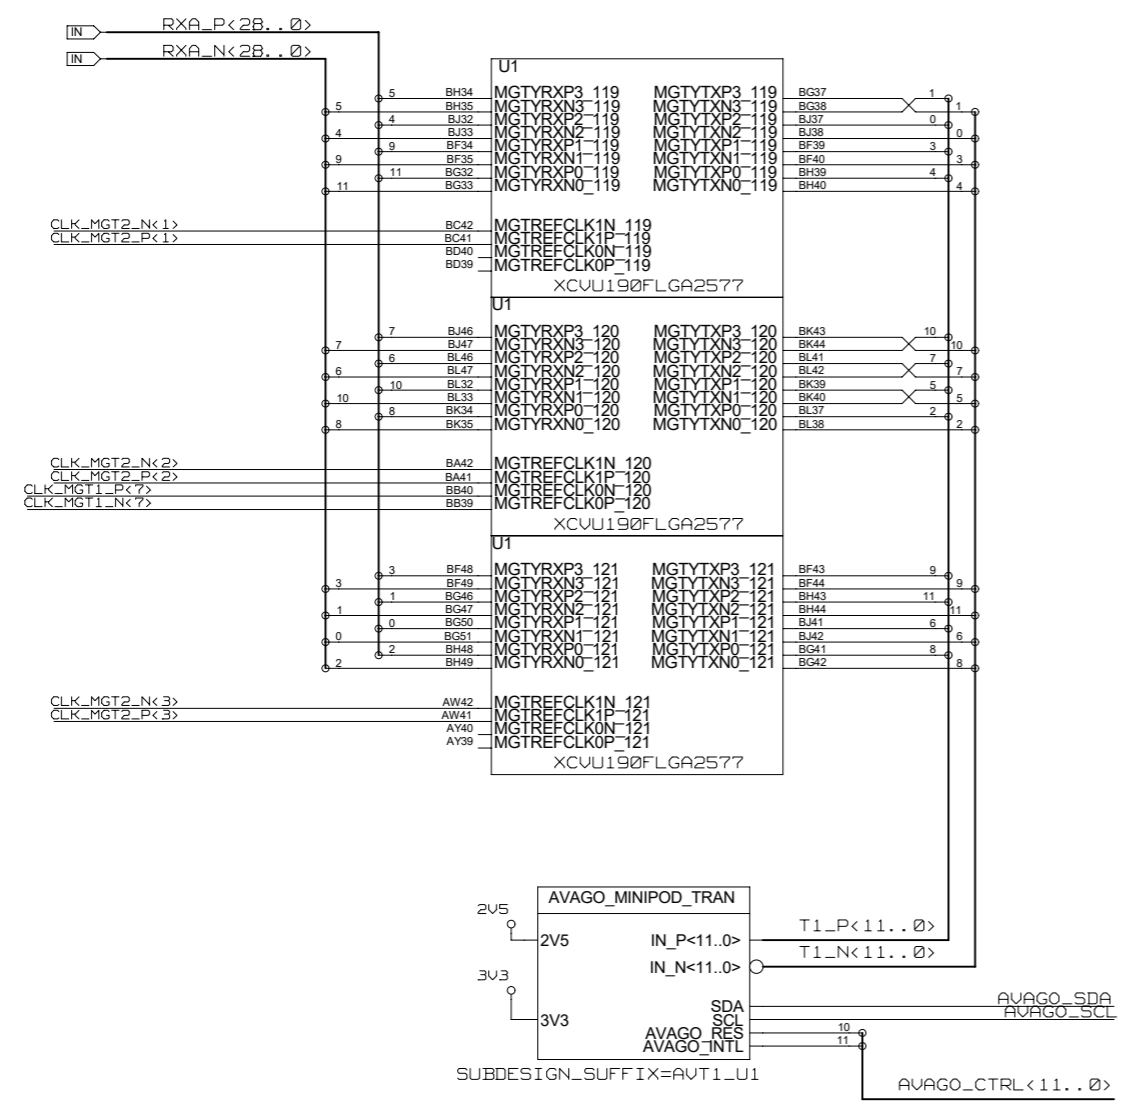 IN RXA_P<28..0>
IN RXA_N<28..0>
U1
5 BH34 MGTYRXP3_119 MGTYTXP3_119 BG37 1
5 BH35 MGTYRXN3_119 MGTYTXN3_119 BG38 1
4 BJ32 MGTYRXP2_119 MGTYTXP2_119 BJ37 0
4 BJ33 MGTYRXN2_119 MGTYTXN2_119 BJ38 0
9 BF34 MGTYRXP1_119 MGTYTXP1_119 BF39 3
9 BF35 MGTYRXN1_119 MGTYTXN1_119 BF40 3
11 BG32 MGTYRXP0_119 MGTYTXP0_119 BH39 4
11 BG33 MGTYRXN0_119 MGTYTXN0_119 BH40 4
CLK_MGT2_N<1> BC42 MGTREFCLK1N_119
CLK_MGT2_P<1> BC41 MGTREFCLK1P_119
BD40 MGTREFCLK0N_119
BD39 MGTREFCLK0P_119
XCVU190FLGA2577
U1
7 BJ46 MGTYRXP3_120 MGTYTXP3_120 BK43 10
7 BJ47 MGTYRXN3_120 MGTYTXN3_120 BK44 10
6 BL46 MGTYRXP2_120 MGTYTXP2_120 BL41 7
6 BL47 MGTYRXN2_120 MGTYTXN2_120 BL42 7
10 BL32 MGTYRXP1_120 MGTYTXP1_120 BK39 5
10 BL33 MGTYRXN1_120 MGTYTXN1_120 BK40 5
8 BK34 MGTYRXP0_120 MGTYTXP0_120 BL37 2
8 BK35 MGTYRXN0_120 MGTYTXN0_120 BL38 2
CLK_MGT2_N<2> BA42 MGTREFCLK1N_120
CLK_MGT2_P<2> BA41 MGTREFCLK1P_120
CLK_MGT1_P<7> BB40 MGTREFCLK0N_120
CLK_MGT1_N<7> BB39 MGTREFCLK0P_120
XCVU190FLGA2577
U1
3 BF48 MGTYRXP3_121 MGTYTXP3_121 BF43 9
3 BF49 MGTYRXN3_121 MGTYTXN3_121 BF44 9
1 BG46 MGTYRXP2_121 MGTYTXP2_121 BH43 11
1 BG47 MGTYRXN2_121 MGTYTXN2_121 BH44 11
0 BG50 MGTYRXP1_121 MGTYTXP1_121 BJ41 6
0 BG51 MGTYRXN1_121 MGTYTXN1_121 BJ42 6
2 BH48 MGTYRXP0_121 MGTYTXP0_121 BG41 8
2 BH49 MGTYRXN0_121 MGTYTXN0_121 BG42 8
CLK_MGT2_N<3> AW42 MGTREFCLK1N_121
CLK_MGT2_P<3> AW41 MGTREFCLK1P_121
AY40 MGTREFCLK0N_121
AY39 MGTREFCLK0P_121
XCVU190FLGA2577
AVAGO_MINIPOD_TRAN
2V5
2V5 IN_P<11..0> T1_P<11..0>
IN_N<11..0> T1_N<11..0>
3V3
SDA AVAGO_SDA
3V3 SCL AVAGO_SCL
AVAGO_RES 10
AVAGO_INTL 11
SUBDESIGN_SUFFIX=AVT1_U1
AVAGO_CTRL<11..0>